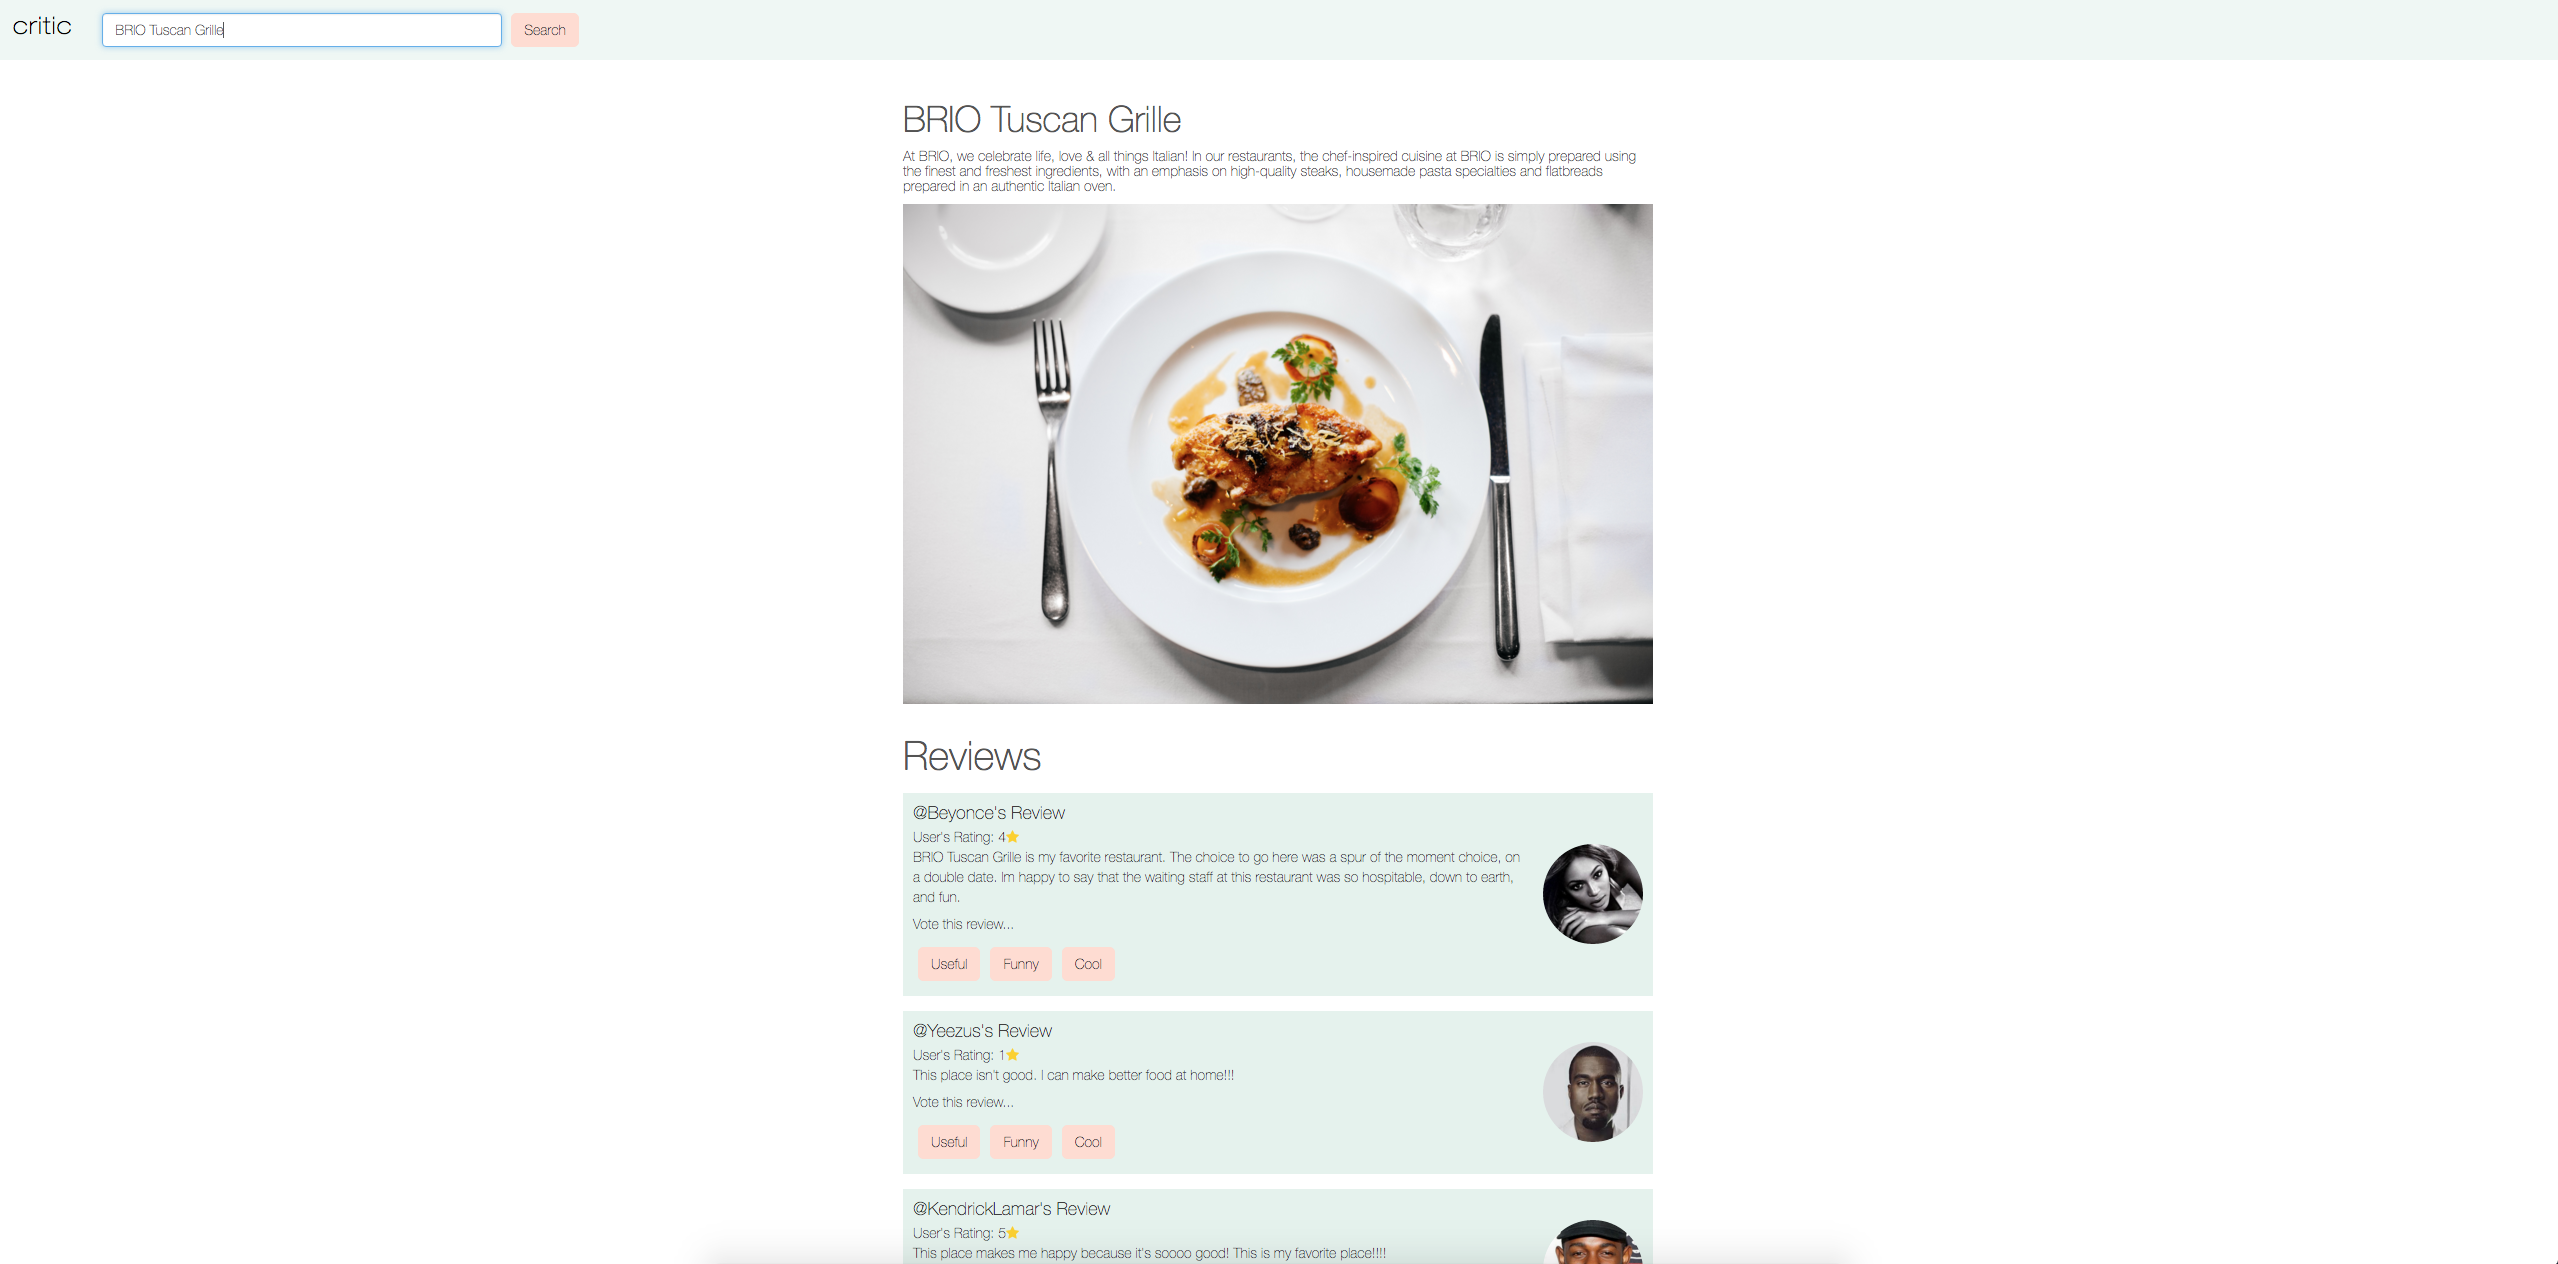 critic
BRIO Tuscan Grille
Search
BRIO Tuscan Grille
At BRIO, we celebrate life, love & all things Italian! In our restaurants, the chef-inspired cuisine at BRIO is simply prepared using
the finest and freshest ingredients, with an emphasis on high-quality steaks, housemade pasta specialties and flatbreads
prepared in an authentic Italian oven.
Reviews
@Beyonce's Review
User's Rating: 4⭐
BRIO Tuscan Grille is my favorite restaurant. The choice to go here was a spur of the moment choice, on
a double date. Im happy to say that the waiting staff at this restaurant was so hospitable, down to earth,
and fun.
Vote this review...
Useful Funny Cool
@Yeezus's Review
User's Rating: 1⭐
This place isn't good. I can make better food at home!!!
Vote this review...
Useful Funny Cool
@KendrickLamar's Review
User's Rating: 5⭐
This place makes me happy because it's soooo good! This is my favorite place!!!!